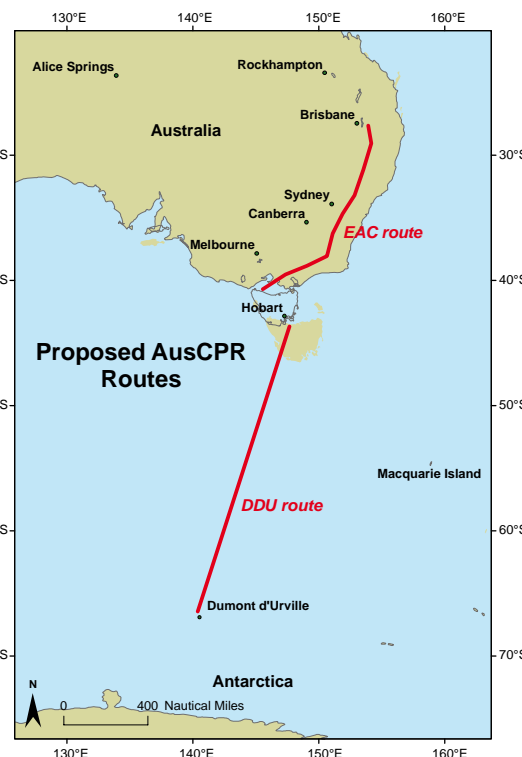 130°E 140°E 150°E 160°E
Alice Springs
Rockhampton
Brisbane
Australia
S 30°S
Sydney
Canberra
EAC route
Melbourne
S 40°S
Hobart
Proposed AusCPR
Routes
S 50°S
Macquarie Island
DDU route
S 60°S
Dumont d'Urville
S 70°S
Antarctica
N
0 400 Nautical Miles
130°E 140°E 150°E 160°E